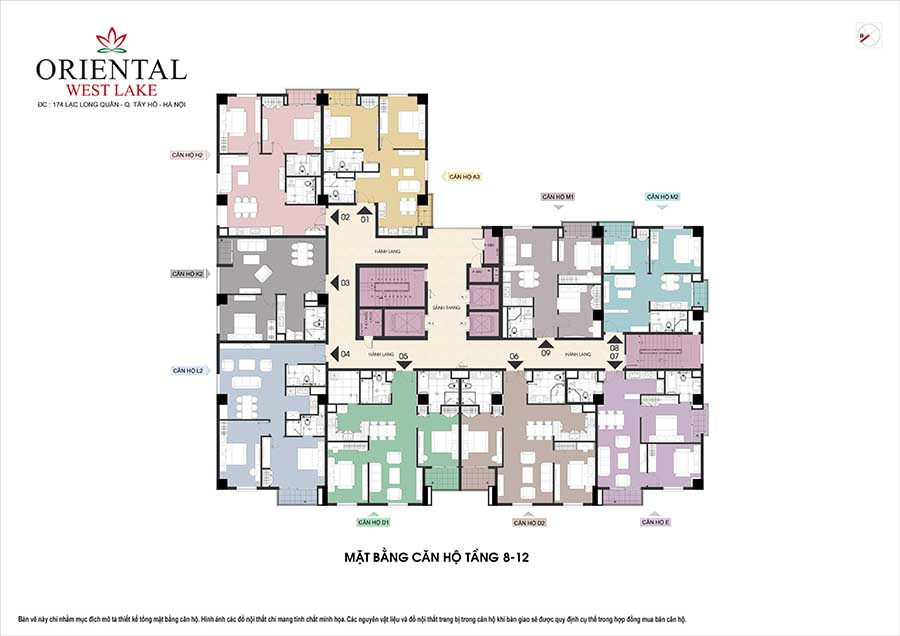 ORIENTAL
WEST LAKE
ĐC : 174 LẠC LONG QUÂN - Q. TÂY HỒ - HÀ NỘI
B
CĂN HỘ H2
CĂN HỘ A3
CĂN HỘ M1
CĂN HỘ M2
02
01
HÀNH LANG
CĂN HỘ K2
03
SẢNH THANG
04
HÀNH LANG
05
06
09
HÀNH LANG
08
07
CĂN HỘ L2
CĂN HỘ D1
CĂN HỘ D2
CĂN HỘ E
MẶT BẰNG CĂN HỘ TẦNG 8-12
Bản vẽ này chỉ nhằm mục đích mô tả thiết kế tổng mặt bằng căn hộ. Hình ảnh các đồ nội thất chỉ mang tính chất minh họa. Các nguyên vật liệu và đồ nội thất trang bị trong căn hộ khi bàn giao sẽ được quy định cụ thể trong hợp đồng mua bán căn hộ.